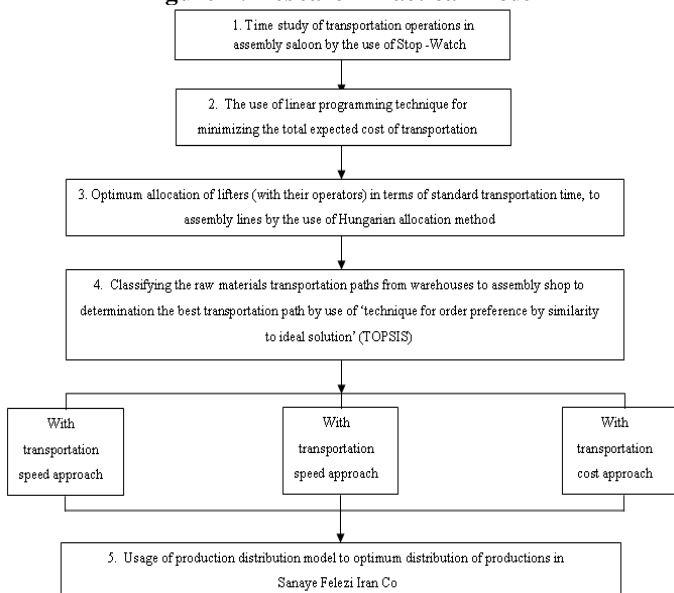 1. Time study of transportation operations in
assembly saloon by the use of Stop -Watch
2. The use of linear programming technique for
minimizing the total expected cost of transportation
3. Optimum allocation of lifters (with their operators) in terms of standard transportation time, to
assembly lines by the use of Hungarian allocation method
4. Classifying the raw materials transportation paths from warehouses to assembly shop to
determination the best transportation path by use of ‘technique for order preference by similarity
to ideal solution’ (TOPSIS)
With
transportation
speed approach
With
transportation
speed approach
With
transportation
cost approach
5. Usage of production distribution model to optimum distribution of productions in
Sanaye Felezi Iran Co